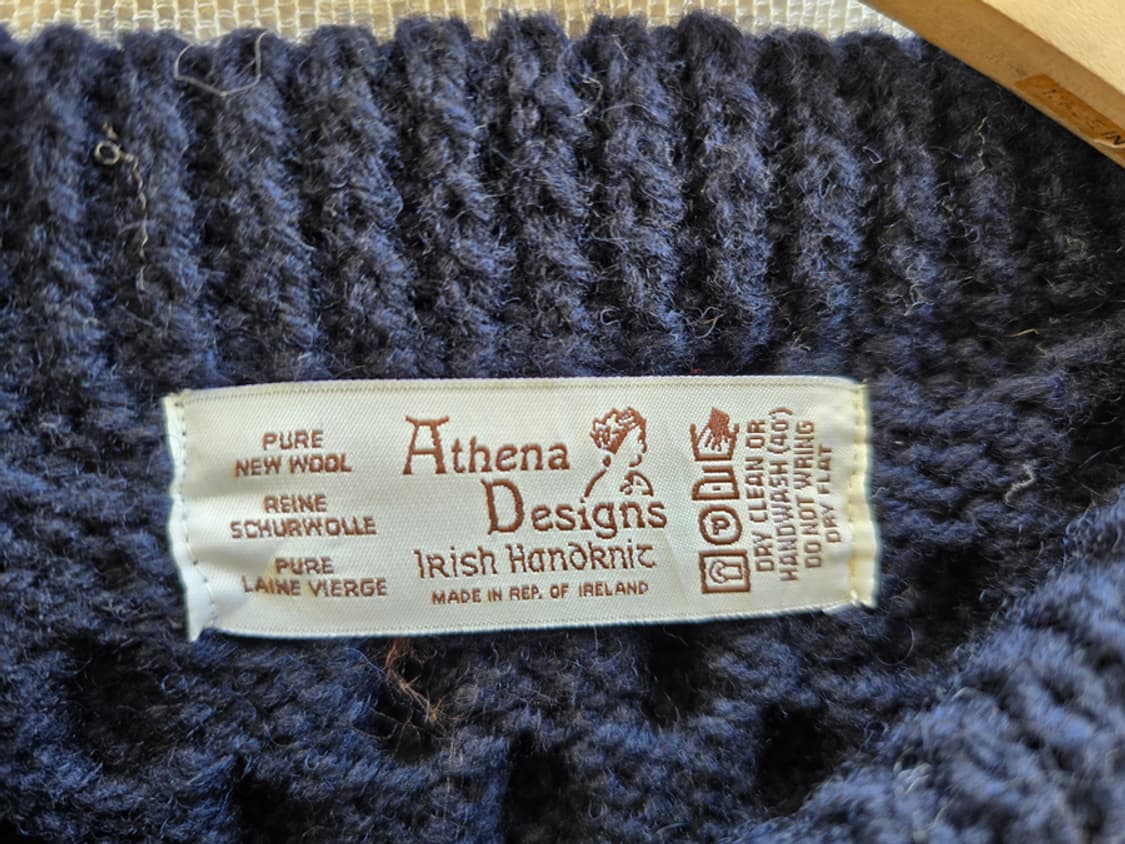 PURE
NEW WOOL
REINE
SCHURWOLLE
PURE
LAINE VIERGE
Athena
Designs
Irish Handknit
MADE IN REP. OF IRELAND
P
DRY CLEAN OR
HANDWASH (40°)
DO NOT WRING
DRY FLAT